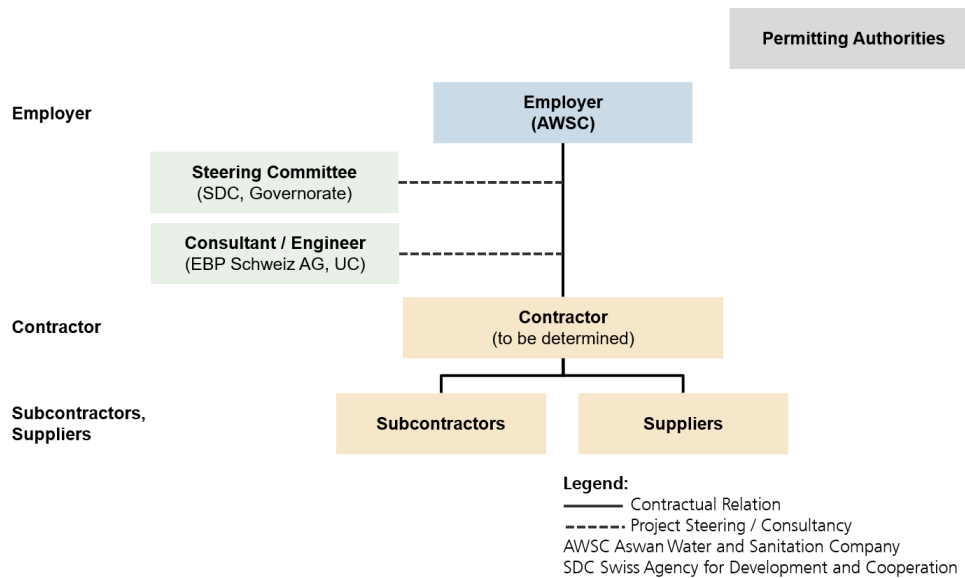 Permitting Authorities
Employer
Employer
(AWSC)
Steering Committee
(SDC, Governorate)
Consultant / Engineer
(EBP Schweiz AG, UC)
Contractor
Contractor
(to be determined)
Subcontractors,
Suppliers
Subcontractors
Suppliers
Legend:
Contractual Relation
Project Steering / Consultancy
AWSC Aswan Water and Sanitation Company
SDC Swiss Agency for Development and Cooperation